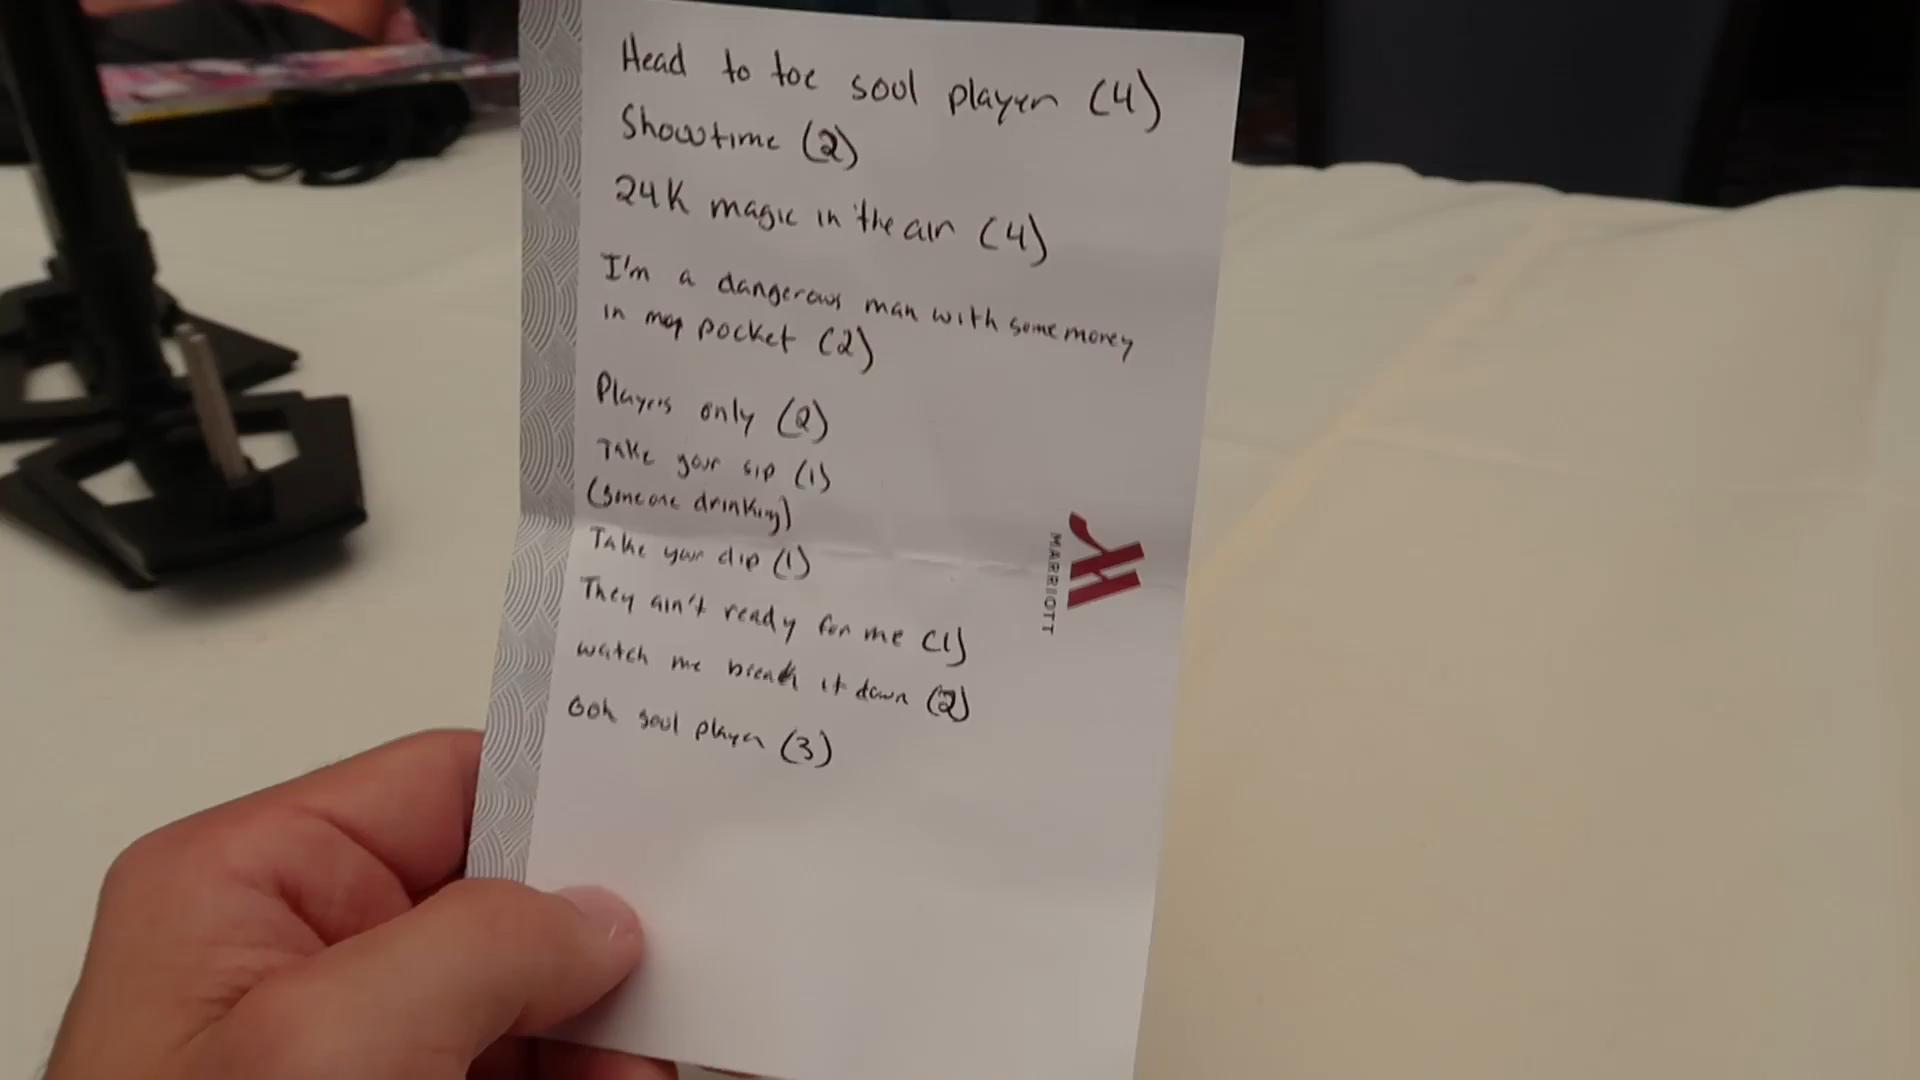 Head to toe soul player (4)
Showtime (2)
24K magic in the air (4)
I'm a dangerous man with some money
in my pocket (2)
Players only (2)
Take your sip (1)
(someone drinking)
Take your dip (1)
They ain't ready for me (1)
watch me break it down (2)
Ooh soul player (3)
MARRIOTT